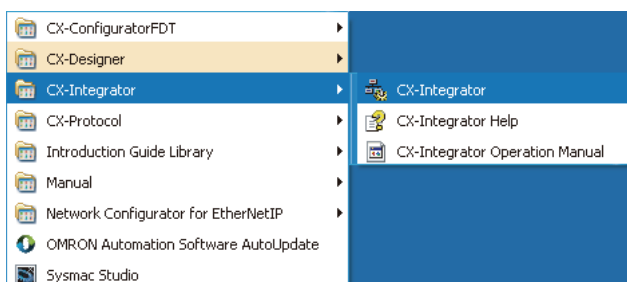 CX-ConfiguratorFDT
CX-Designer
CX-Integrator
CX-Protocol
Introduction Guide Library
Manual
Network Configurator for EtherNetIP
OMRON Automation Software AutoUpdate
Sysmac Studio
CX-Integrator
CX-Integrator Help
CX-Integrator Operation Manual